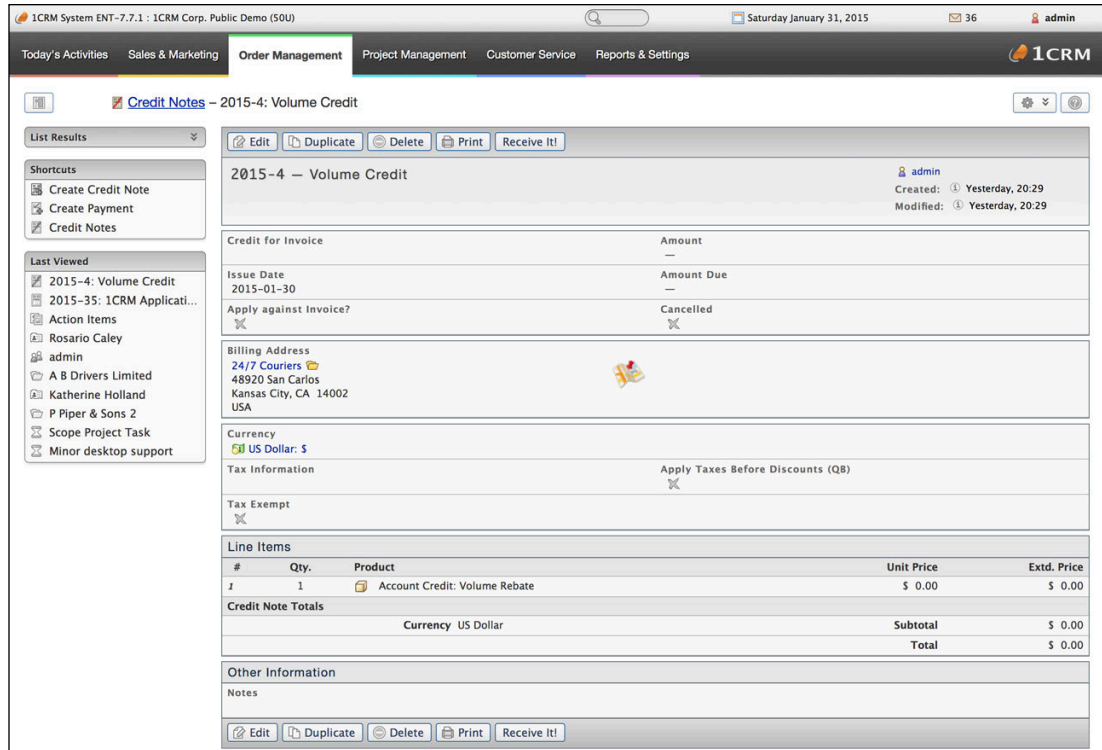 1CRM System ENT-7.7.1 : 1CRM Corp. Public Demo (50U) Saturday January 31, 2015 36 admin
Today's Activities Sales & Marketing Order Management Project Management Customer Service Reports & Settings 1CRM
Credit Notes – 2015-4: Volume Credit
List Results
Shortcuts
Create Credit Note
Create Payment
Credit Notes
Last Viewed
2015-4: Volume Credit
2015-35: 1CRM Applicati...
Action Items
Rosario Caley
admin
A B Drivers Limited
Katherine Holland
P Piper & Sons 2
Scope Project Task
Minor desktop support
Edit Duplicate Delete Print Receive It!
2015-4 — Volume Credit
admin
Created: Yesterday, 20:29
Modified: Yesterday, 20:29
Credit for Invoice Amount
—
Issue Date Amount Due
2015-01-30 —
Apply against Invoice? Cancelled
Billing Address
24/7 Couriers
48920 San Carlos
Kansas City, CA 14002
USA
Currency
US Dollar: $
Tax Information Apply Taxes Before Discounts (QB)
Tax Exempt
Line Items
# Qty. Product Unit Price Extd. Price
1 1 Account Credit: Volume Rebate $ 0.00 $ 0.00
Credit Note Totals
Currency US Dollar Subtotal $ 0.00
Total $ 0.00
Other Information
Notes
Edit Duplicate Delete Print Receive It!